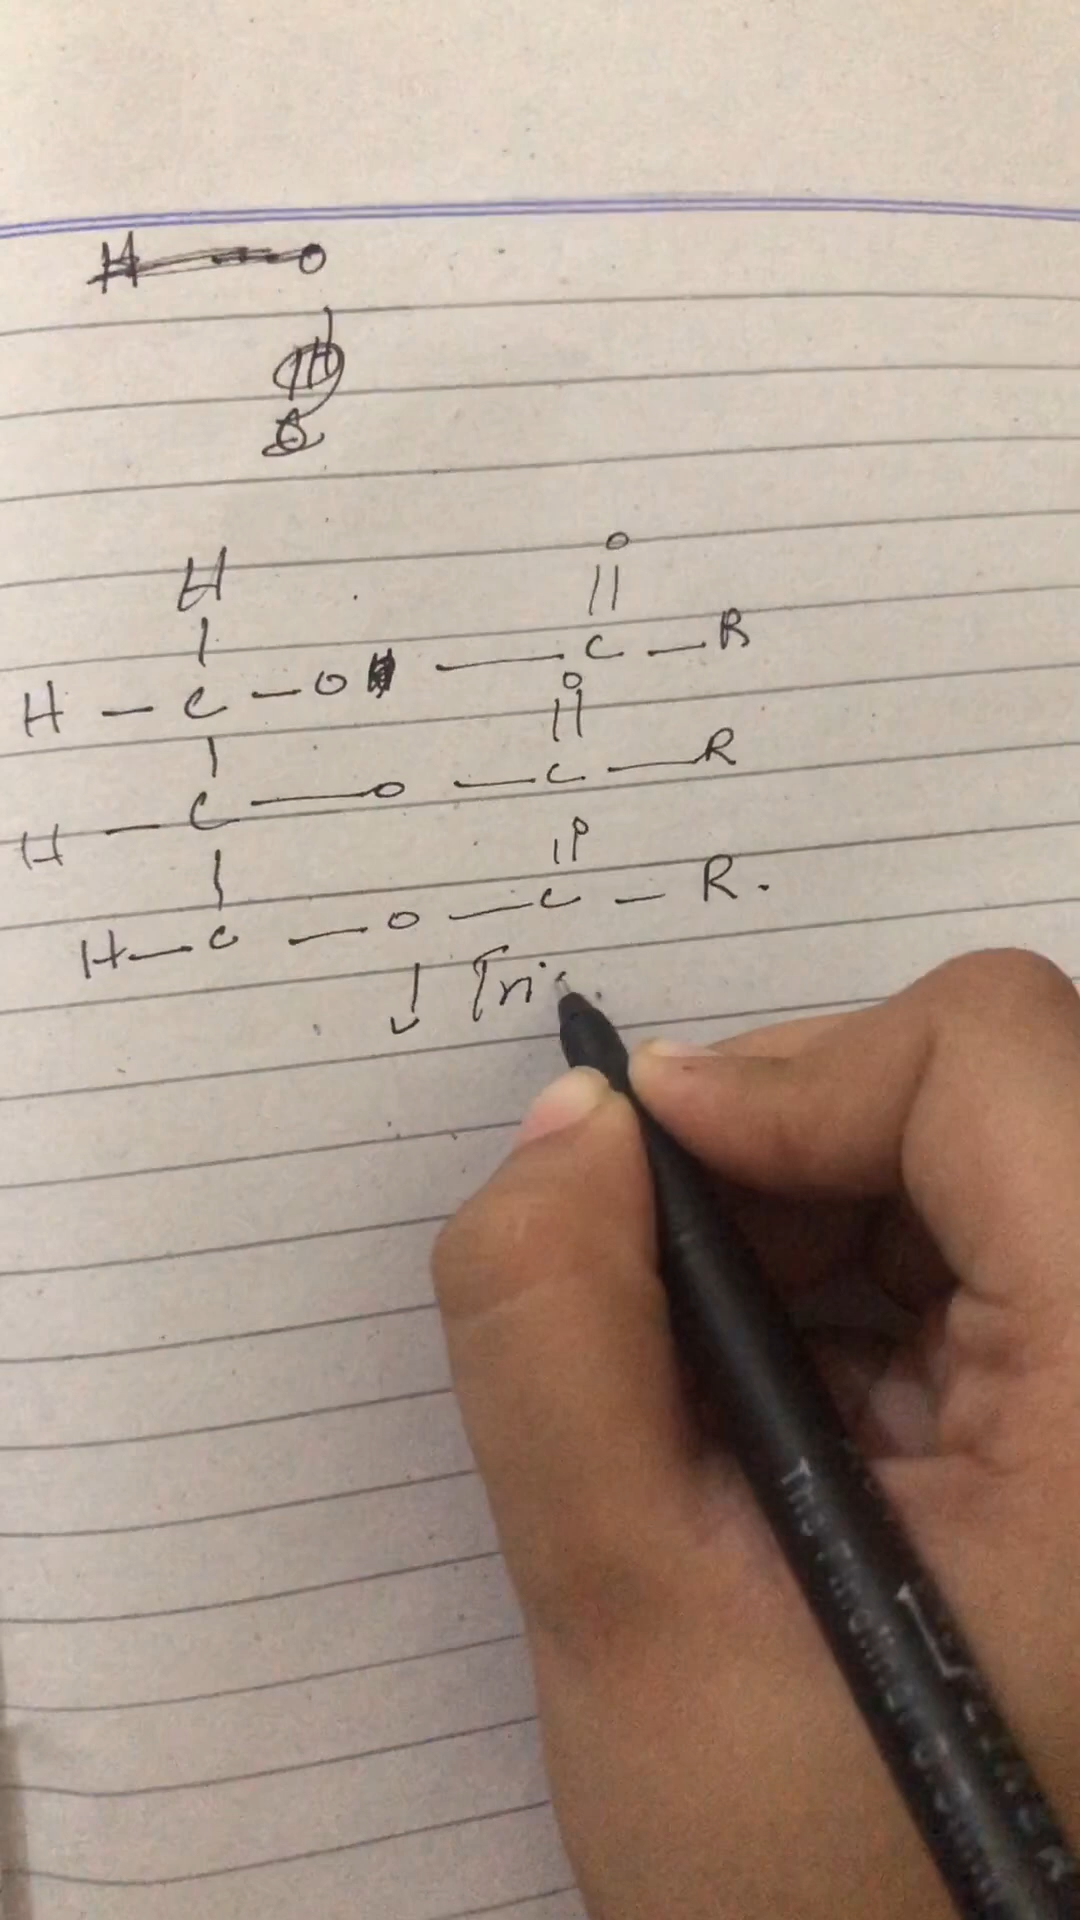 H — O
H O
H — C — O — C — R
O
H — C — O — C — R
O
H — C — O — C — R.
Tri